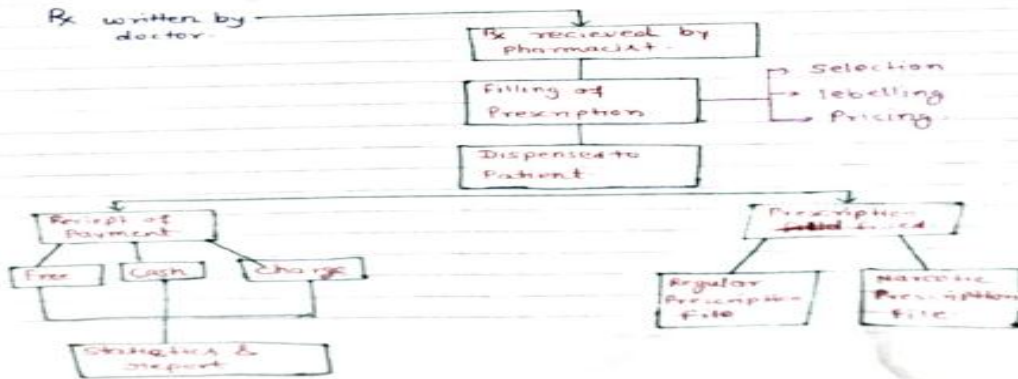 Rx written by
doctor.
Rx recieved by
pharmacist.
Filling of
Prescription
Selection
lebelling
Pricing.
Dispensed to
Patient
Reciept of
Payment
Free
Cash
Charge
Statistics &
report
Prescription
filed
Regular
Prescription
File
Narcotic
Prescription
File.